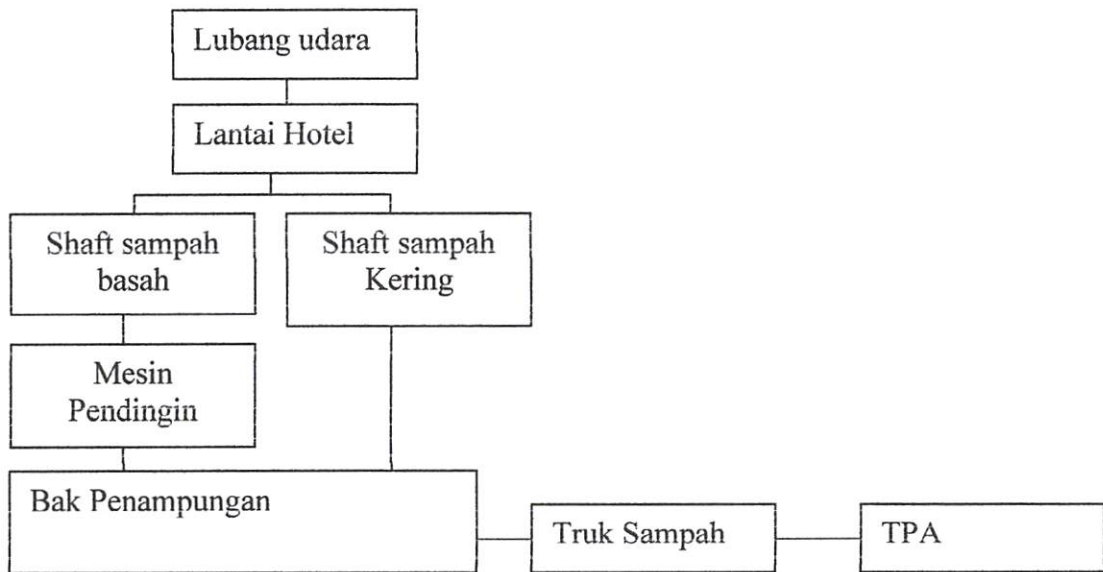 Lubang udara
Lantai Hotel
Shaft sampah
basah
Shaft sampah
Kering
Mesin
Pendingin
Bak Penampungan
Truk Sampah
TPA